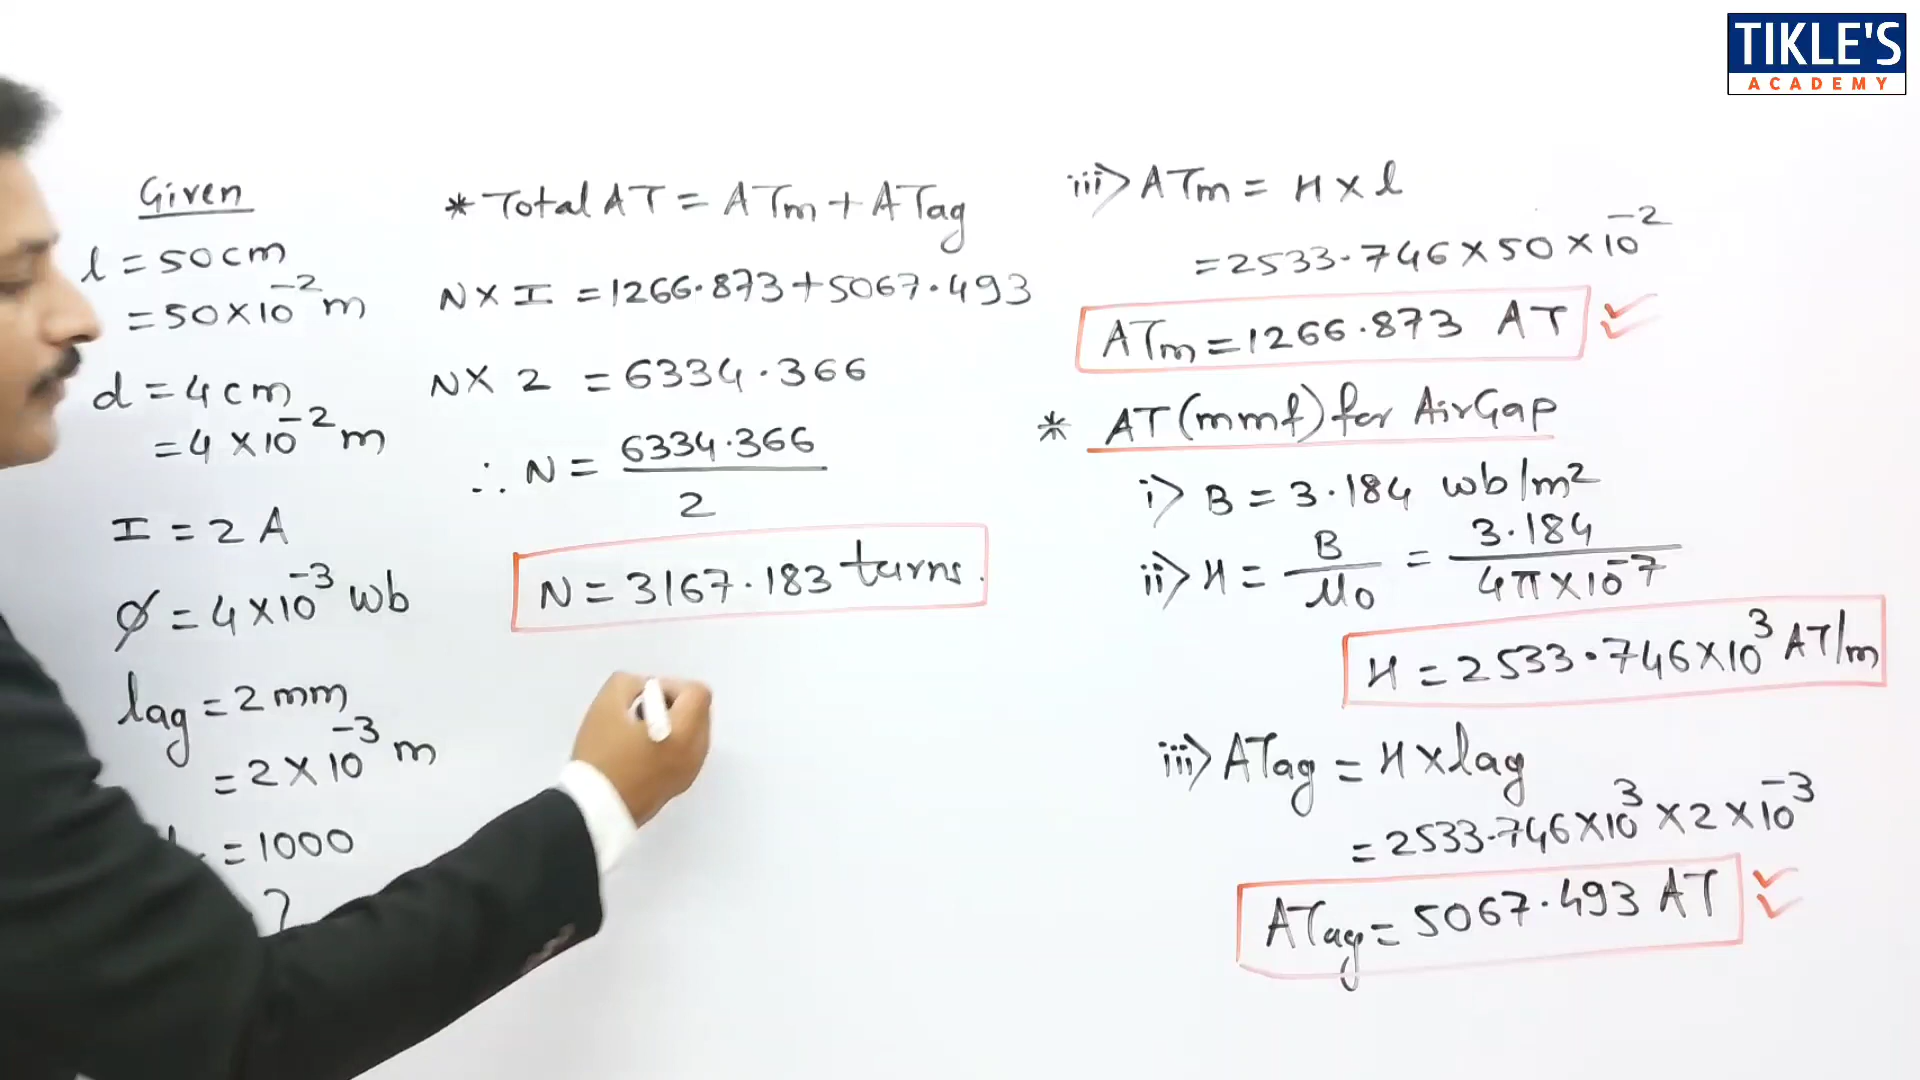 TIKLE'S
ACADEMY
Given
l = 50 cm
= 50 × 10⁻² m
d = 4 cm
= 4 × 10⁻² m
I = 2 A
ϕ = 4 × 10⁻³ wb
lag = 2 mm
= 2 × 10⁻³ m
= 1000
?
* Total AT = ATm + ATag
N × I = 1266.873 + 5067.493
N × 2 = 6334.366
∴ N = 6334.366 / 2
N = 3167.183 turns.
iii> ATm = H × l
= 2533.746 × 50 × 10⁻²
ATm = 1266.873 AT
* AT (mmf) for AirGap
i> B = 3.184 wb/m²
ii> H = B / μ0 = 3.184 / 4π × 10⁻⁷
H = 2533.746 × 10³ AT/m
iii> ATag = H × lag
= 2533.746 × 10³ × 2 × 10⁻³
ATag = 5067.493 AT